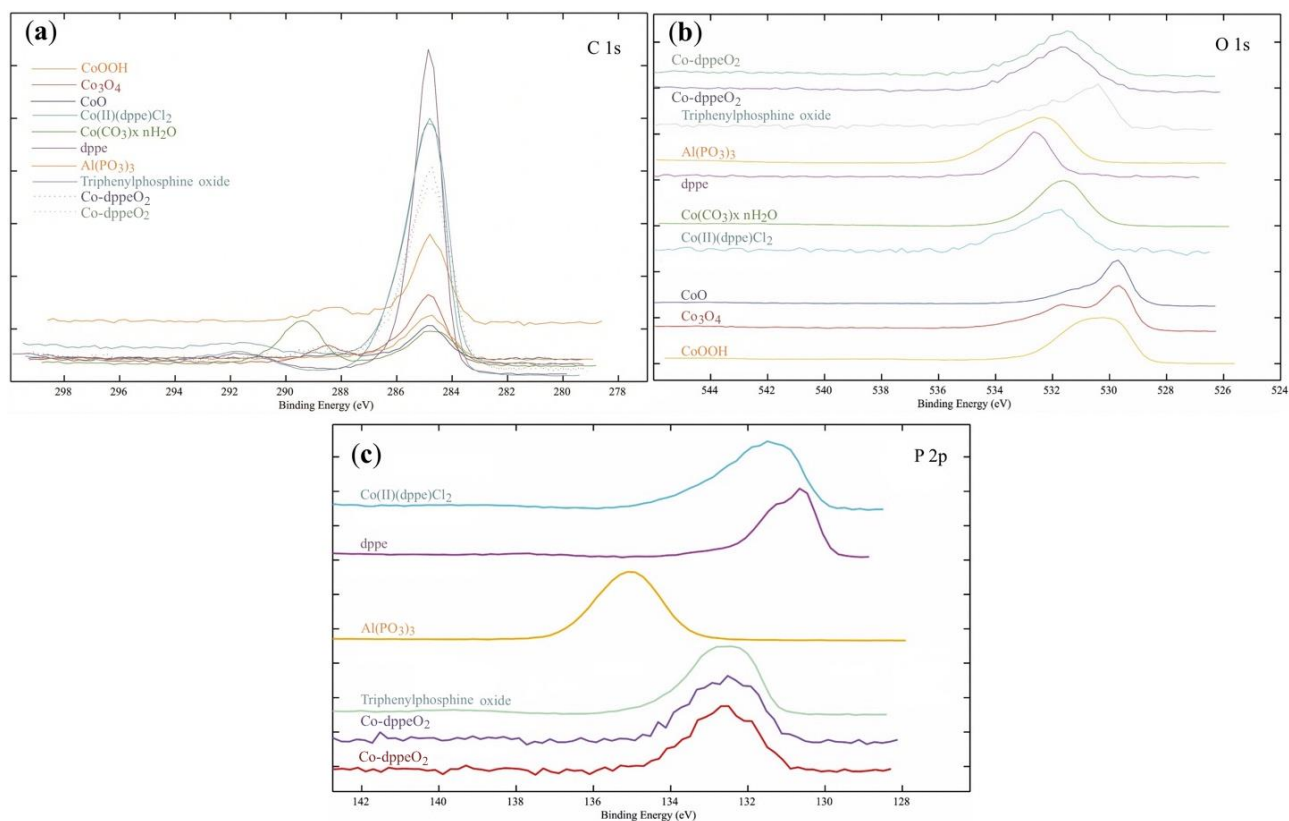 (a)
C 1s
CoOOH
Co3O4
CoO
Co(II)(dppe)Cl2
Co(CO3)x nH2O
dppe
Al(PO3)3
Triphenylphosphine oxide
Co-dppeO2
Co-dppeO2
298 296 294 292 290 288 286 284 282 280 278
Binding Energy (eV)
(b)
O 1s
Co-dppeO2
Co-dppeO2
Triphenylphosphine oxide
Al(PO3)3
dppe
Co(CO3)x nH2O
Co(II)(dppe)Cl2
CoO
Co3O4
CoOOH
544 542 540 538 536 534 532 530 528 526 524
Binding Energy (eV)
(c)
P 2p
Co(II)(dppe)Cl2
dppe
Al(PO3)3
Triphenylphosphine oxide
Co-dppeO2
Co-dppeO2
142 140 138 136 134 132 130 128
Binding Energy (eV)